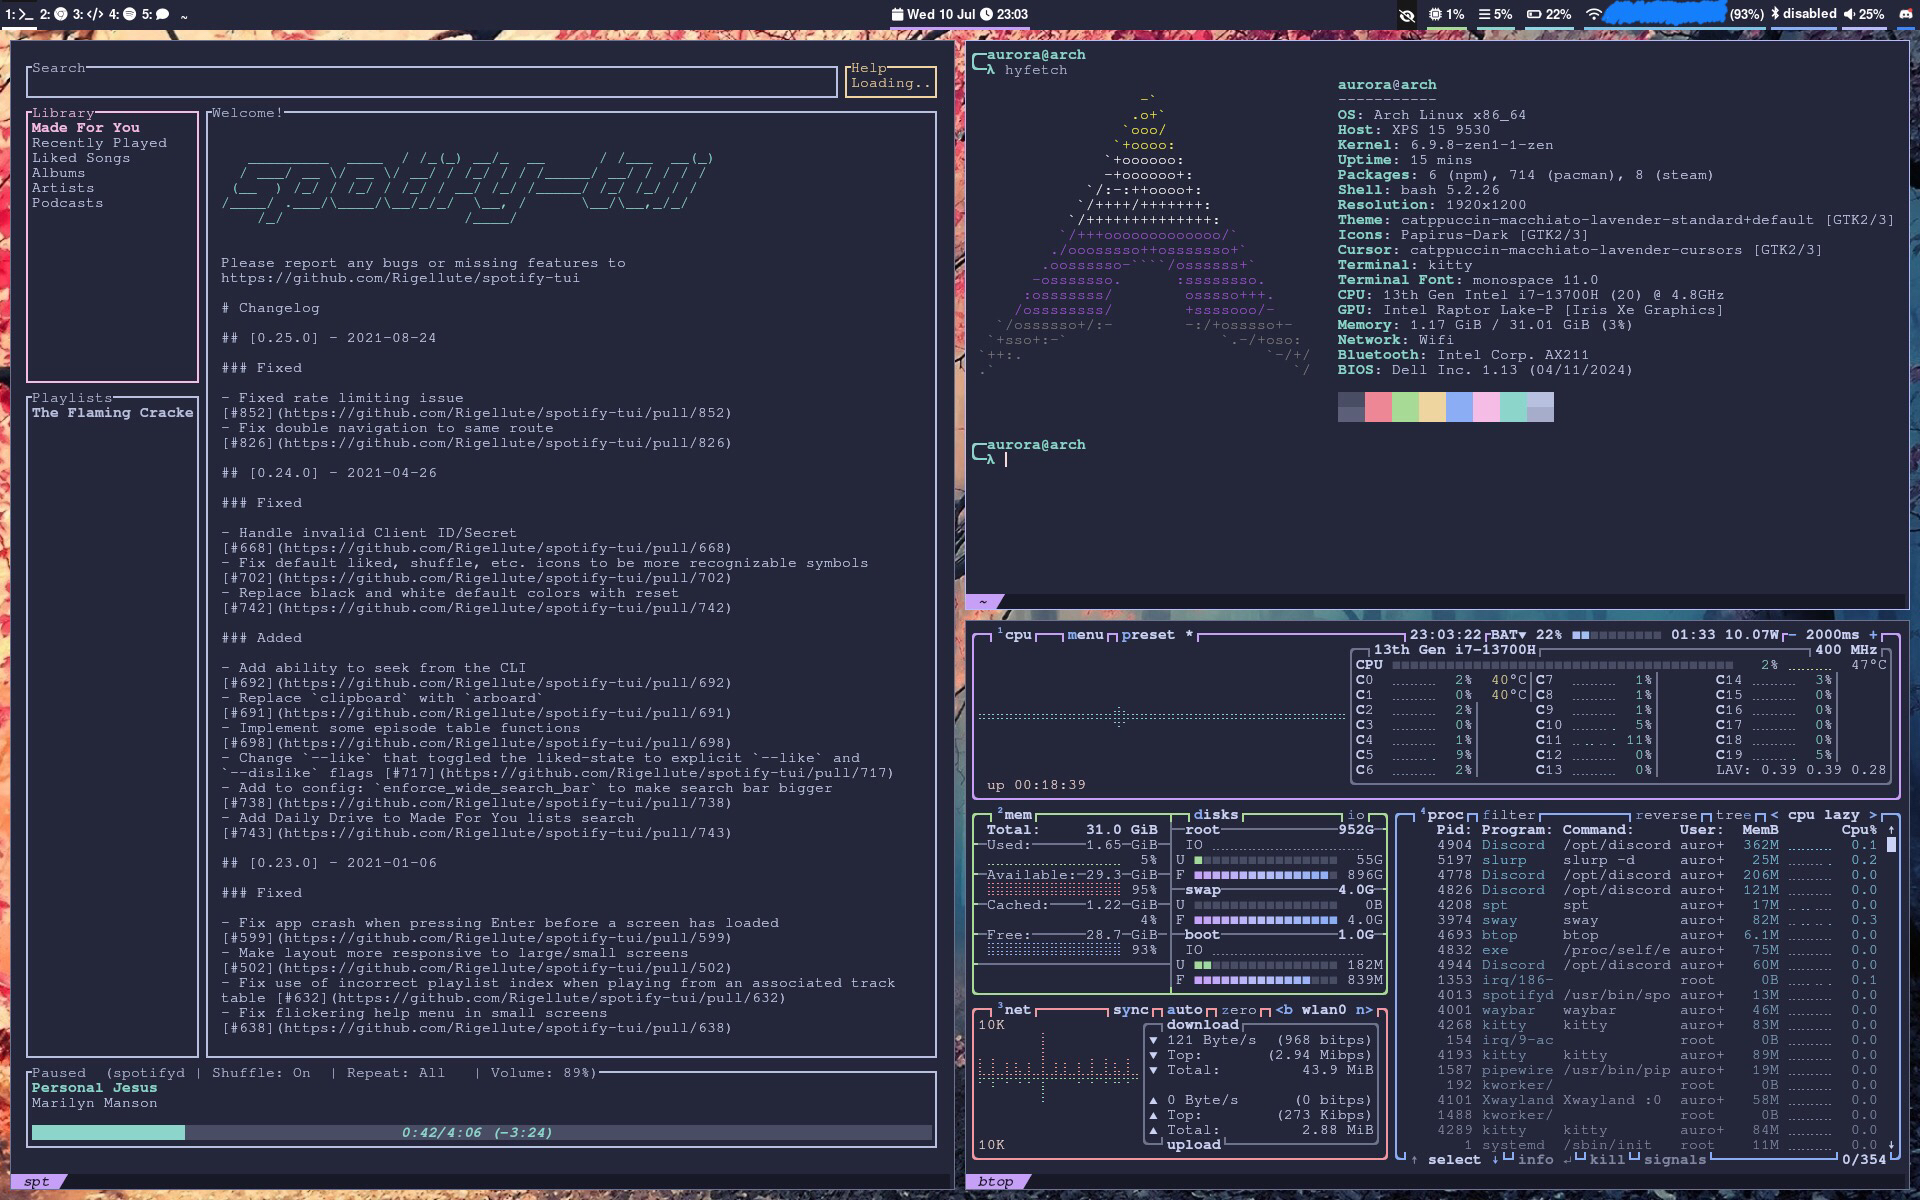 1: 2: 3: 4: 5: ~
Wed 10 Jul 23:03
1% 5% 22% (93%) disabled 25%
Search
Help
Loading..
Library
Made For You
Recently Played
Liked Songs
Albums
Artists
Podcasts
Playlists
The Flaming Cracke
Welcome!
Please report any bugs or missing features to
https://github.com/Rigellute/spotify-tui
# Changelog
## [0.25.0] - 2021-08-24
### Fixed
- Fixed rate limiting issue
[#852](https://github.com/Rigellute/spotify-tui/pull/852)
- Fix double navigation to same route
[#826](https://github.com/Rigellute/spotify-tui/pull/826)
## [0.24.0] - 2021-04-26
### Fixed
- Handle invalid Client ID/Secret
[#668](https://github.com/Rigellute/spotify-tui/pull/668)
- Fix default liked, shuffle, etc. icons to be more recognizable symbols
[#702](https://github.com/Rigellute/spotify-tui/pull/702)
- Replace black and white default colors with reset
[#742](https://github.com/Rigellute/spotify-tui/pull/742)
### Added
- Add ability to seek from the CLI
[#692](https://github.com/Rigellute/spotify-tui/pull/692)
- Replace `clipboard` with `arboard`
[#691](https://github.com/Rigellute/spotify-tui/pull/691)
- Implement some episode table functions
[#698](https://github.com/Rigellute/spotify-tui/pull/698)
- Change `--like` that toggled the liked-state to explicit `--like` and
`--dislike` flags [#717](https://github.com/Rigellute/spotify-tui/pull/717)
- Add to config: `enforce_wide_search_bar` to make search bar bigger
[#738](https://github.com/Rigellute/spotify-tui/pull/738)
- Add Daily Drive to Made For You lists search
[#743](https://github.com/Rigellute/spotify-tui/pull/743)
## [0.23.0] - 2021-01-06
### Fixed
- Fix app crash when pressing Enter before a screen has loaded
[#599](https://github.com/Rigellute/spotify-tui/pull/599)
- Make layout more responsive to large/small screens
[#502](https://github.com/Rigellute/spotify-tui/pull/502)
- Fix use of incorrect playlist index when playing from an associated track
table [#632](https://github.com/Rigellute/spotify-tui/pull/632)
- Fix flickering help menu in small screens
[#638](https://github.com/Rigellute/spotify-tui/pull/638)
Paused (spotifyd | Shuffle: On | Repeat: All | Volume: 89%)
Personal Jesus
Marilyn Manson
0:42/4:06 (-3:24)
spt
aurora@arch
λ hyfetch
aurora@arch
-----------
OS: Arch Linux x86_64
Host: XPS 15 9530
Kernel: 6.9.8-zen1-1-zen
Uptime: 15 mins
Packages: 6 (npm), 714 (pacman), 8 (steam)
Shell: bash 5.2.26
Resolution: 1920x1200
Theme: catppuccin-macchiato-lavender-standard+default [GTK2/3]
Icons: Papirus-Dark [GTK2/3]
Cursor: catppuccin-macchiato-lavender-cursors [GTK2/3]
Terminal: kitty
Terminal Font: monospace 11.0
CPU: 13th Gen Intel i7-13700H (20) @ 4.8GHz
GPU: Intel Raptor Lake-P [Iris Xe Graphics]
Memory: 1.17 GiB / 31.01 GiB (3%)
Network: Wifi
Bluetooth: Intel Corp. AX211
BIOS: Dell Inc. 1.13 (04/11/2024)
aurora@arch
λ
~
¹cpu menu preset * 23:03:22 BAT▼ 22% 01:33 10.07W - 2000ms +
13th Gen i7-13700H 400 MHz
CPU 2% 47°C
C0 2% 40°C C7 1% C14 3%
C1 0% 40°C C8 1% C15 0%
C2 2% C9 1% C16 0%
C3 0% C10 5% C17 0%
C4 1% C11 11% C18 0%
C5 9% C12 0% C19 5%
C6 2% C13 0% LAV: 0.39 0.39 0.28
up 00:18:39
²mem
Total: 31.0 GiB
Used: 1.65 GiB
5%
Available: 29.3 GiB
95%
Cached: 1.22 GiB
4%
Free: 28.7 GiB
93%
disks io
root 952G
IO
U 55G
F 896G
swap 4.0G
U 0B
F 4.0G
boot 1.0G
IO
U 182M
F 839M
³net sync auto zero <b wlan0 n>
10K
10K
download
▼ 121 Byte/s (968 bitps)
▼ Top: (2.94 Mibps)
▼ Total: 43.9 MiB
▲ 0 Byte/s (0 bitps)
▲ Top: (273 Kibps)
▲ Total: 2.88 MiB
upload
⁴proc filter reverse tree < cpu lazy >
Pid: Program: Command: User: MemB Cpu% ↑
4904 Discord /opt/discord auro+ 362M 0.1
5197 slurp slurp -d auro+ 25M 0.2
4778 Discord /opt/discord auro+ 206M 0.0
4826 Discord /opt/discord auro+ 121M 0.0
4208 spt spt auro+ 17M 0.0
3974 sway sway auro+ 82M 0.3
4693 btop btop auro+ 6.1M 0.0
4832 exe /proc/self/e auro+ 75M 0.0
4944 Discord /opt/discord auro+ 60M 0.0
1353 irq/186- root 0B 0.1
4013 spotifyd /usr/bin/spo auro+ 13M 0.0
4001 waybar waybar auro+ 46M 0.0
4268 kitty kitty auro+ 83M 0.0
154 irq/9-ac root 0B 0.0
4193 kitty kitty auro+ 89M 0.0
1587 pipewire /usr/bin/pip auro+ 19M 0.0
192 kworker/ root 0B 0.0
4101 Xwayland Xwayland :0 auro+ 58M 0.0
1488 kworker/ root 0B 0.0
4289 kitty kitty auro+ 84M 0.0
1 systemd /sbin/init root 11M 0.0 ↓
↑ select ↓ info ↵ kill signals 0/354
btop